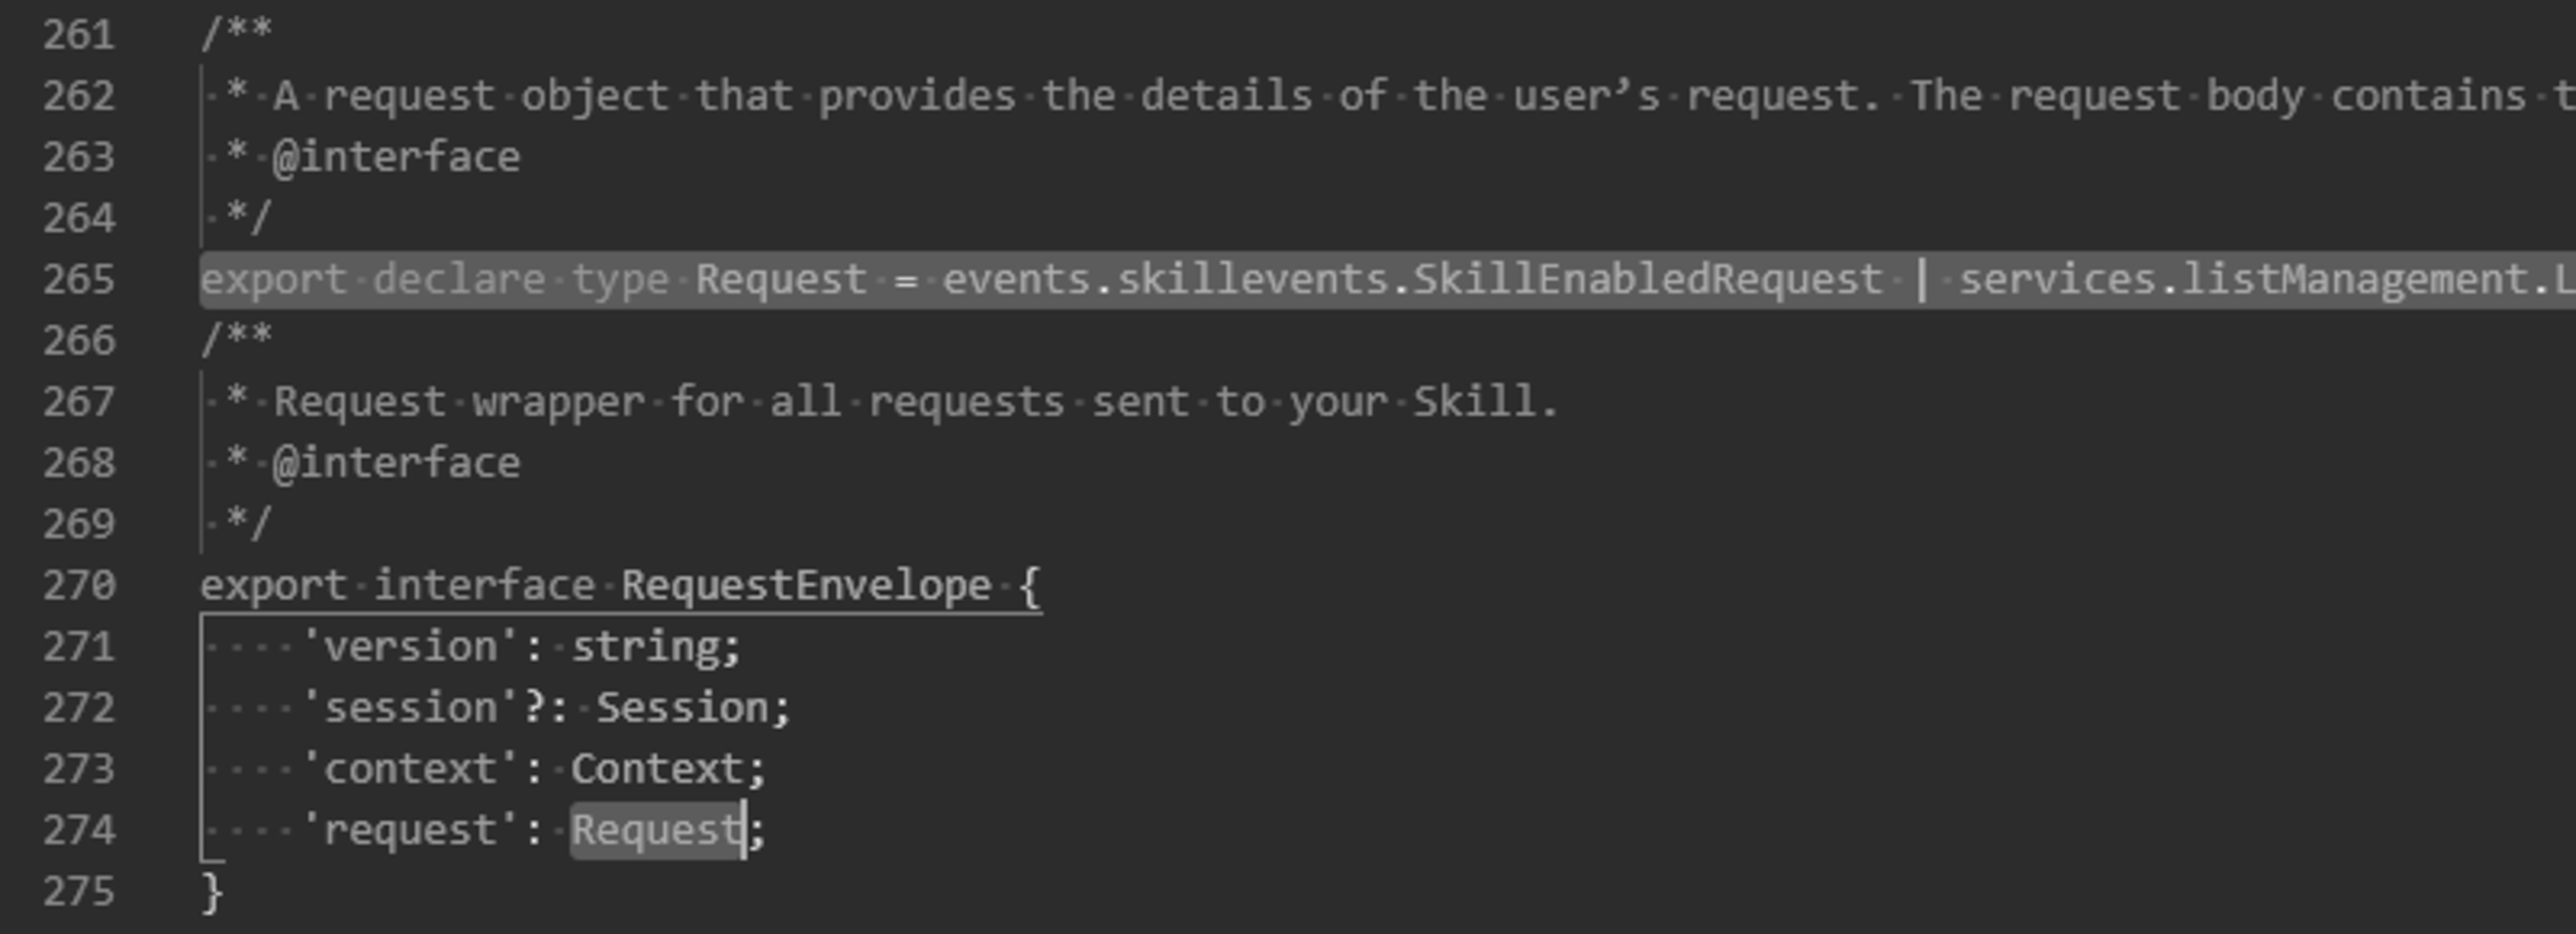 261 /**
262  * A request object that provides the details of the user’s request. The request body contains t
263  * @interface
264  */
265 export declare type Request = events.skillevents.SkillEnabledRequest | services.listManagement.L
266 /**
267  * Request wrapper for all requests sent to your Skill.
268  * @interface
269  */
270 export interface RequestEnvelope {
271     'version': string;
272     'session'?: Session;
273     'context': Context;
274     'request': Request;
275 }